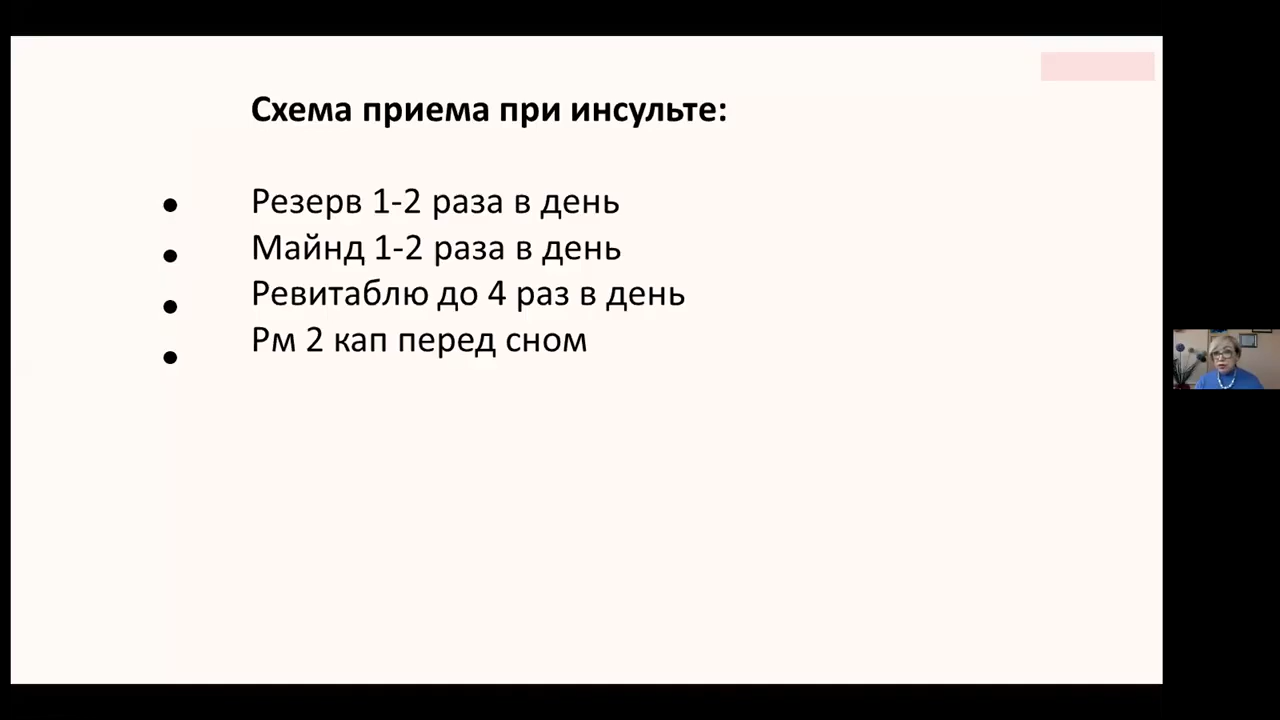 Схема приема при инсульте:
Резерв 1-2 раза в день
Майнд 1-2 раза в день
Ревитаблю до 4 раз в день
Рм 2 кап перед сном